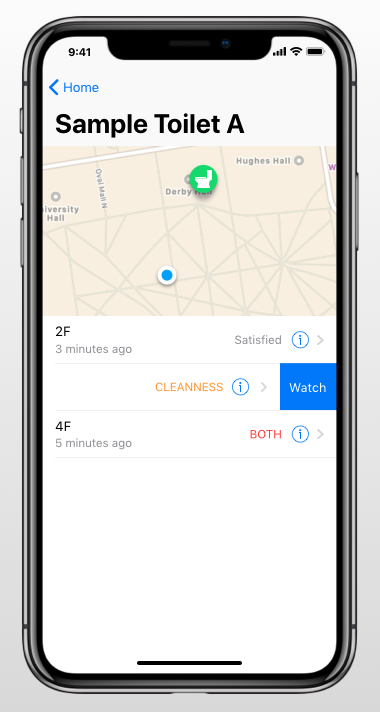 9:41
Home
Sample Toilet A
Hughes Hall
Oval Mall N
Derby Hall
iversity
Hall
W
2F
3 minutes ago
Satisfied
CLEANNESS
Watch
4F
5 minutes ago
BOTH